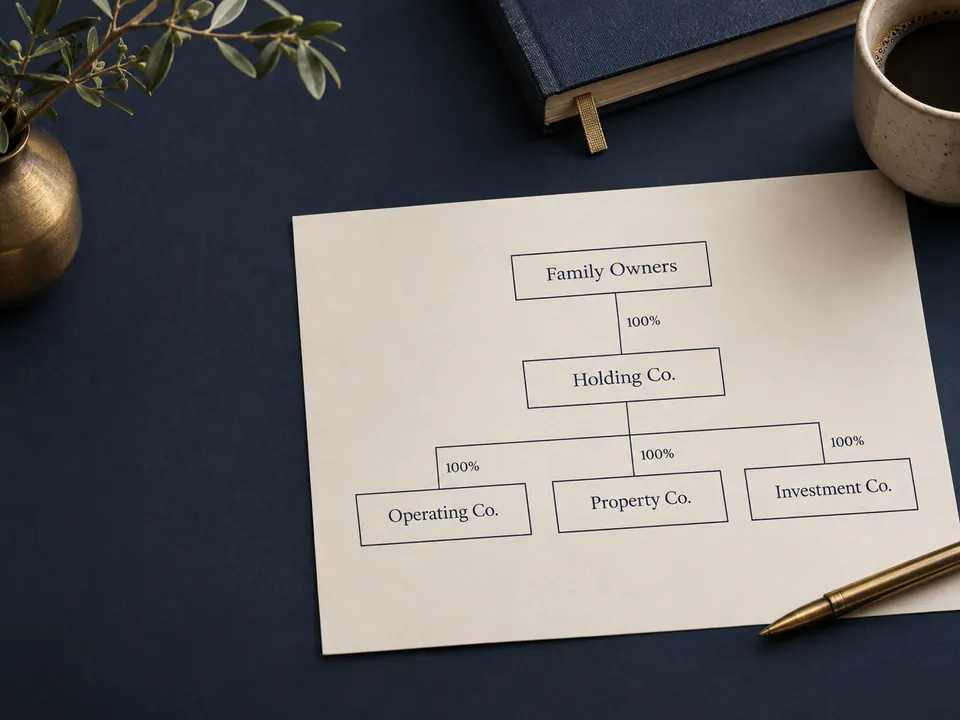 Family Owners
100%
Holding Co.
100%
100%
100%
Operating Co.
Property Co.
Investment Co.